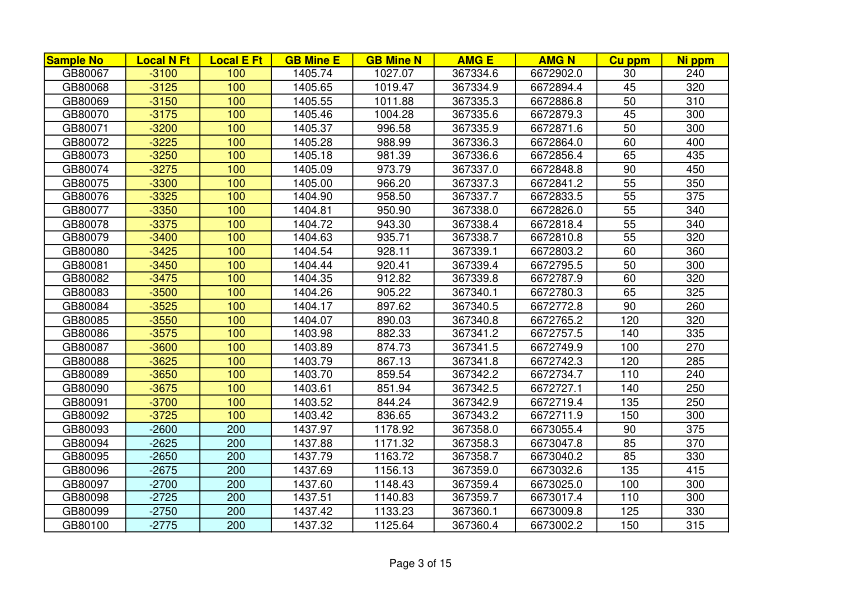 Sample No Local N Ft Local E Ft GB Mine E GB Mine N AMG E AMG N Cu ppm Ni ppm
GB80067 -3100 100 1405.74 1027.07 367334.6 6672902.0 30 240
GB80068 -3125 100 1405.65 1019.47 367334.9 6672894.4 45 320
GB80069 -3150 100 1405.55 1011.88 367335.3 6672886.8 50 310
GB80070 -3175 100 1405.46 1004.28 367335.6 6672879.3 45 300
GB80071 -3200 100 1405.37 996.58 367335.9 6672871.6 50 300
GB80072 -3225 100 1405.28 988.99 367336.3 6672864.0 60 400
GB80073 -3250 100 1405.18 981.39 367336.6 6672856.4 65 435
GB80074 -3275 100 1405.09 973.79 367337.0 6672848.8 90 450
GB80075 -3300 100 1405.00 966.20 367337.3 6672841.2 55 350
GB80076 -3325 100 1404.90 958.50 367337.7 6672833.5 55 375
GB80077 -3350 100 1404.81 950.90 367338.0 6672826.0 55 340
GB80078 -3375 100 1404.72 943.30 367338.4 6672818.4 55 340
GB80079 -3400 100 1404.63 935.71 367338.7 6672810.8 55 320
GB80080 -3425 100 1404.54 928.11 367339.1 6672803.2 60 360
GB80081 -3450 100 1404.44 920.41 367339.4 6672795.5 50 300
GB80082 -3475 100 1404.35 912.82 367339.8 6672787.9 60 320
GB80083 -3500 100 1404.26 905.22 367340.1 6672780.3 65 325
GB80084 -3525 100 1404.17 897.62 367340.5 6672772.8 90 260
GB80085 -3550 100 1404.07 890.03 367340.8 6672765.2 120 320
GB80086 -3575 100 1403.98 882.33 367341.2 6672757.5 140 335
GB80087 -3600 100 1403.89 874.73 367341.5 6672749.9 100 270
GB80088 -3625 100 1403.79 867.13 367341.8 6672742.3 120 285
GB80089 -3650 100 1403.70 859.54 367342.2 6672734.7 110 240
GB80090 -3675 100 1403.61 851.94 367342.5 6672727.1 140 250
GB80091 -3700 100 1403.52 844.24 367342.9 6672719.4 135 250
GB80092 -3725 100 1403.42 836.65 367343.2 6672711.9 150 300
GB80093 -2600 200 1437.97 1178.92 367358.0 6673055.4 90 375
GB80094 -2625 200 1437.88 1171.32 367358.3 6673047.8 85 370
GB80095 -2650 200 1437.79 1163.72 367358.7 6673040.2 85 330
GB80096 -2675 200 1437.69 1156.13 367359.0 6673032.6 135 415
GB80097 -2700 200 1437.60 1148.43 367359.4 6673025.0 100 300
GB80098 -2725 200 1437.51 1140.83 367359.7 6673017.4 110 300
GB80099 -2750 200 1437.42 1133.23 367360.1 6673009.8 125 330
GB80100 -2775 200 1437.32 1125.64 367360.4 6673002.2 150 315
Page 3 of 15